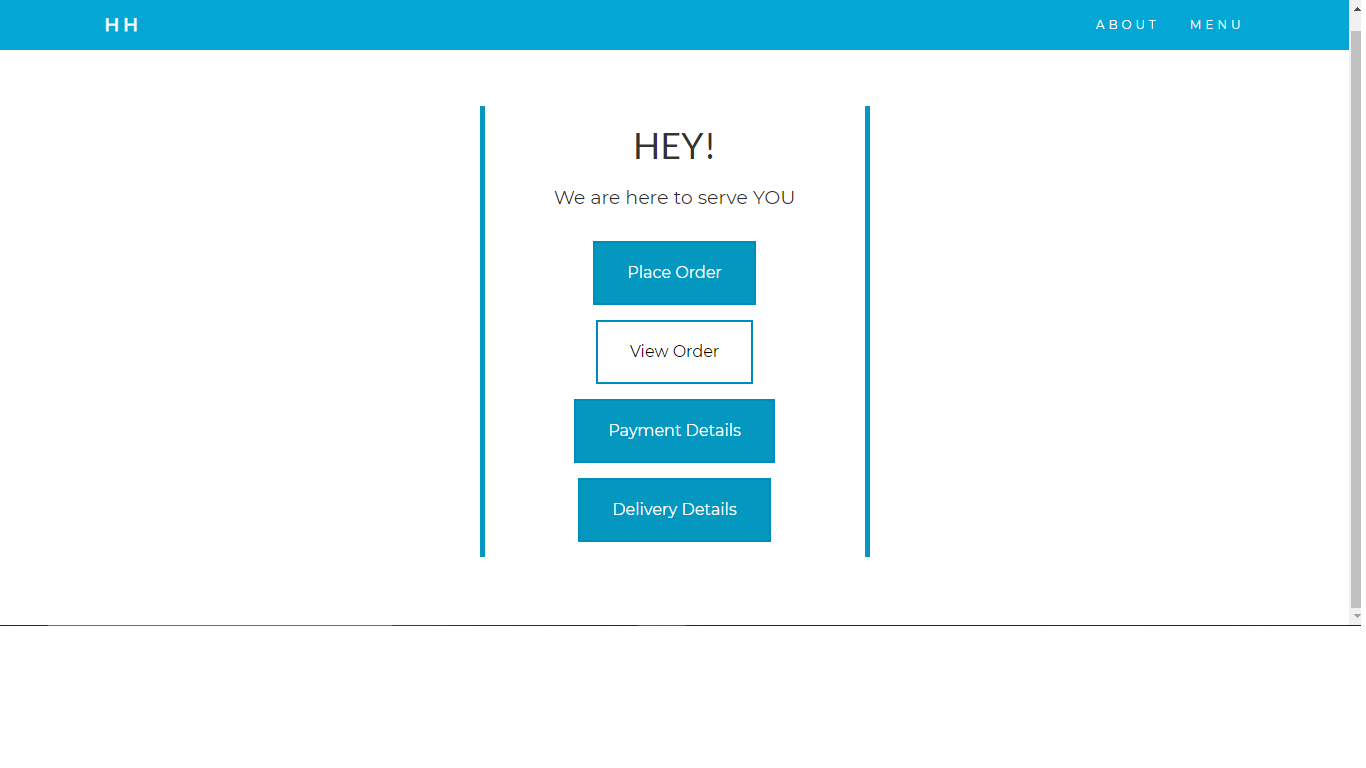 HH
ABOUT MENU
HEY!
We are here to serve YOU
Place Order
View Order
Payment Details
Delivery Details